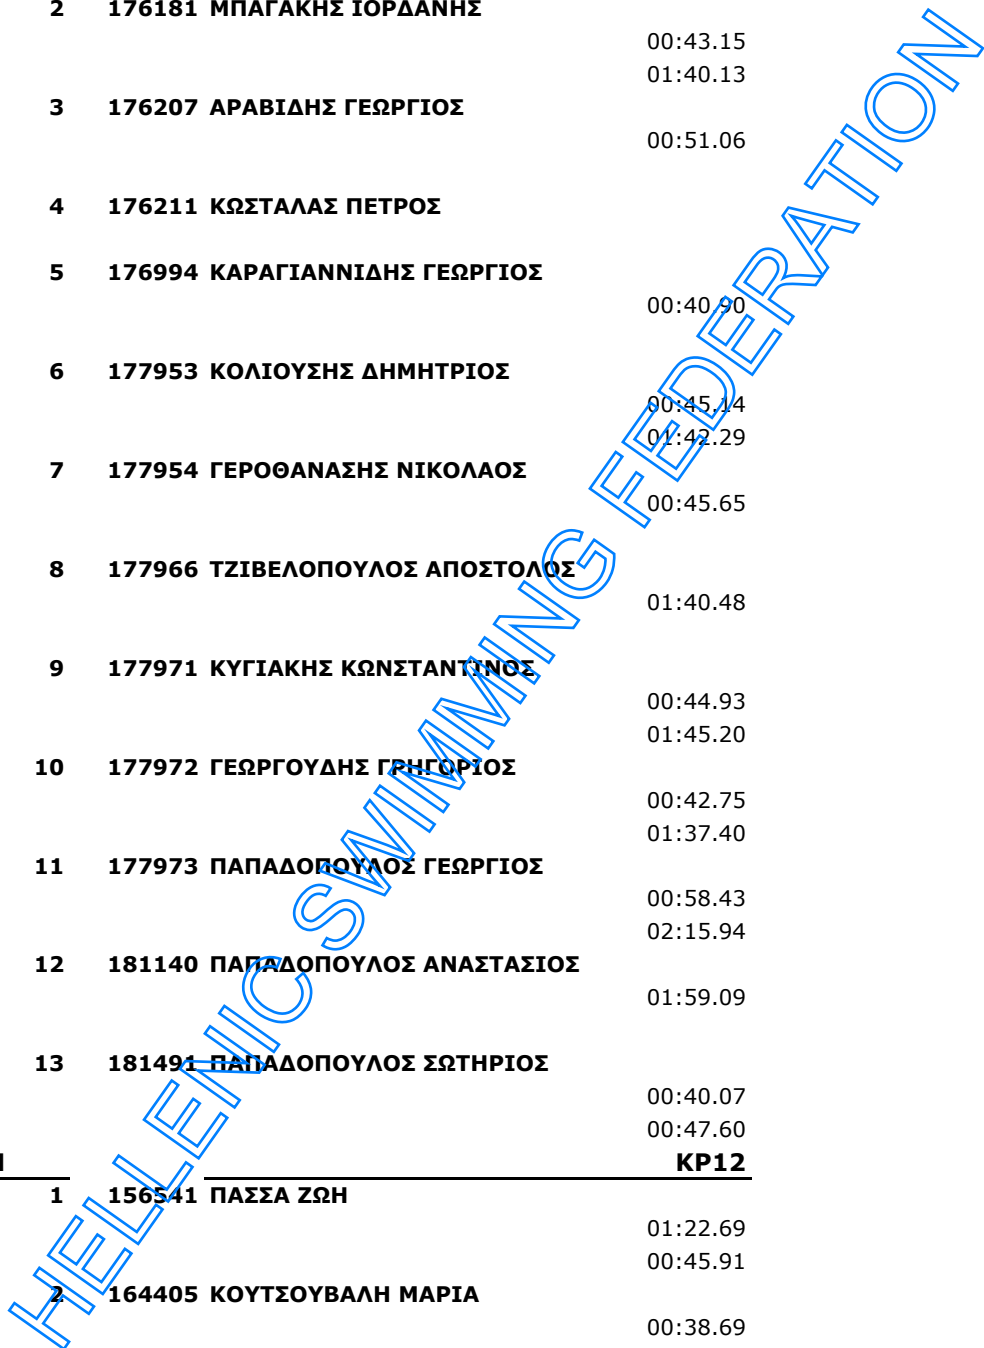 2 176181 ΜΠΑΓΑΚΗΣ ΙΟΡΔΑΝΗΣ
00:43.15
01:40.13
3 176207 ΑΡΑΒΙΔΗΣ ΓΕΩΡΓΙΟΣ
00:51.06
4 176211 ΚΩΣΤΑΛΑΣ ΠΕΤΡΟΣ
5 176994 ΚΑΡΑΓΙΑΝΝΙΔΗΣ ΓΕΩΡΓΙΟΣ
00:40.90
6 177953 ΚΟΛΙΟΥΣΗΣ ΔΗΜΗΤΡΙΟΣ
00:45.14
01:42.29
7 177954 ΓΕΡΟΘΑΝΑΣΗΣ ΝΙΚΟΛΑΟΣ
00:45.65
8 177966 ΤΖΙΒΕΛΟΠΟΥΛΟΣ ΑΠΟΣΤΟΛΟΣ
01:40.48
9 177971 ΚΥΓΙΑΚΗΣ ΚΩΝΣΤΑΝΤΙΝΟΣ
00:44.93
01:45.20
10 177972 ΓΕΩΡΓΟΥΔΗΣ ΓΡΗΓΟΡΙΟΣ
00:42.75
01:37.40
11 177973 ΠΑΠΑΔΟΠΟΥΛΟΣ ΓΕΩΡΓΙΟΣ
00:58.43
02:15.94
12 181140 ΠΑΠΑΔΟΠΟΥΛΟΣ ΑΝΑΣΤΑΣΙΟΣ
01:59.09
13 181491 ΠΑΠΑΔΟΠΟΥΛΟΣ ΣΩΤΗΡΙΟΣ
00:40.07
00:47.60
ΚΡ12
1 156541 ΠΑΣΣΑ ΖΩΗ
01:22.69
00:45.91
2 164405 ΚΟΥΤΣΟΥΒΑΛΗ ΜΑΡΙΑ
00:38.69
HELLENIC SWIMMING FEDERATION